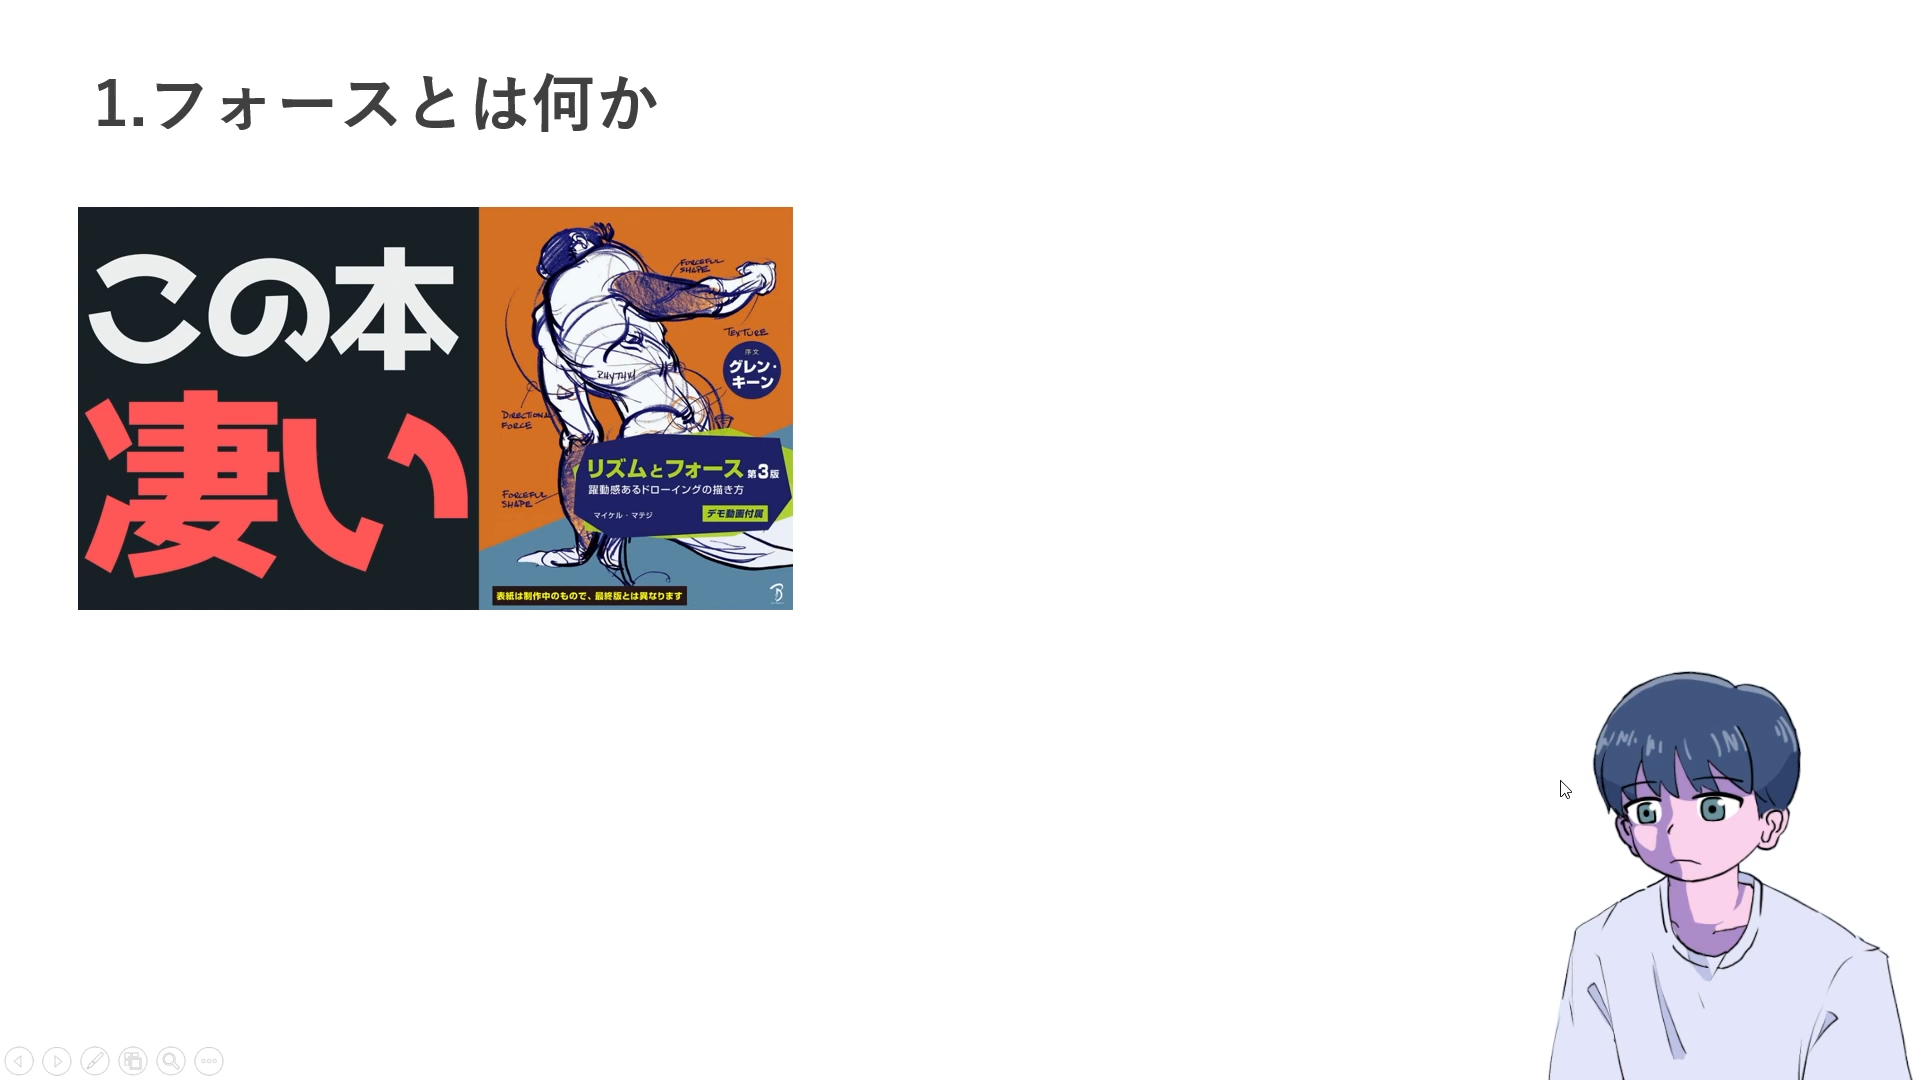 1.フォースとは何か
この本
凄い
FORCEFUL
SHAPE
TEXTURE
序文
グレン・
キーン
RHYTHM
DIRECTIONAL
FORCE
リズムとフォース 第3版
躍動感あるドローイングの描き方
FORCEFUL
SHAPE
マイケル・マテジ
デモ動画付属
表紙は制作中のもので、最終版とは異なります
B